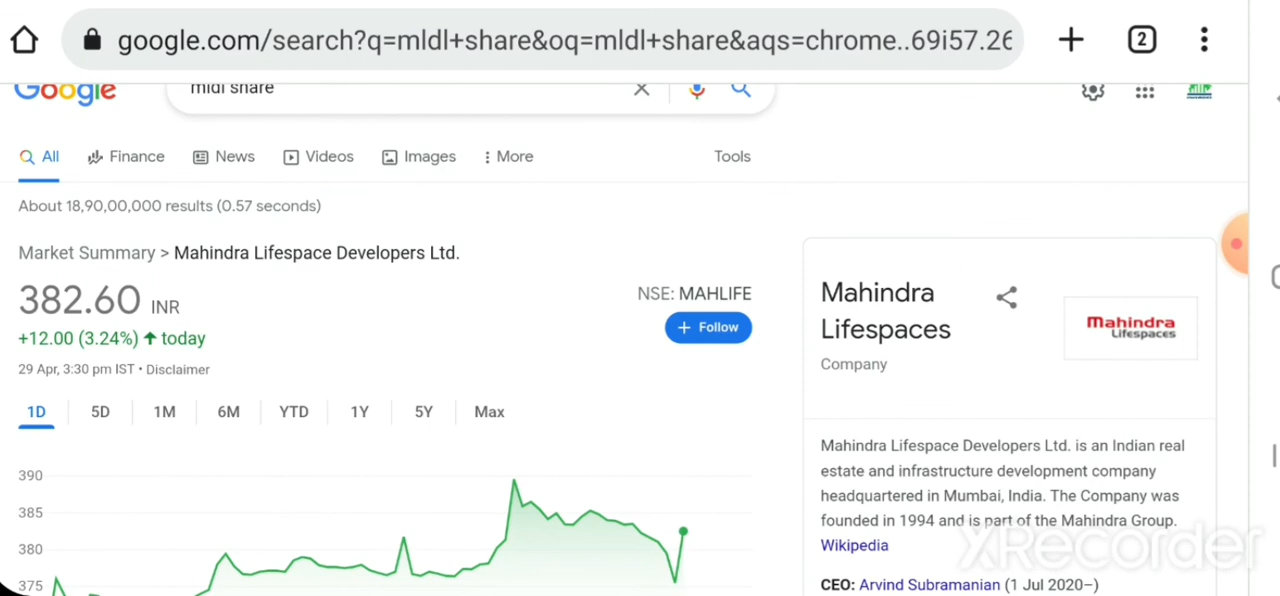 google.com/search?q=mldl+share&oq=mldl+share&aqs=chrome..69i57.26
2
Google
mldl share
All
Finance
News
Videos
Images
More
Tools
About 18,90,00,000 results (0.57 seconds)
Market Summary > Mahindra Lifespace Developers Ltd.
382.60 INR
NSE: MAHLIFE
+12.00 (3.24%) ↑ today
+ Follow
29 Apr, 3:30 pm IST • Disclaimer
1D
5D
1M
6M
YTD
1Y
5Y
Max
390
385
380
375
Mahindra
Lifespaces
Company
Mahindra
Lifespaces
Mahindra Lifespace Developers Ltd. is an Indian real
estate and infrastructure development company
headquartered in Mumbai, India. The Company was
founded in 1994 and is part of the Mahindra Group.
Wikipedia
CEO: Arvind Subramanian (1 Jul 2020–)
XRecorder